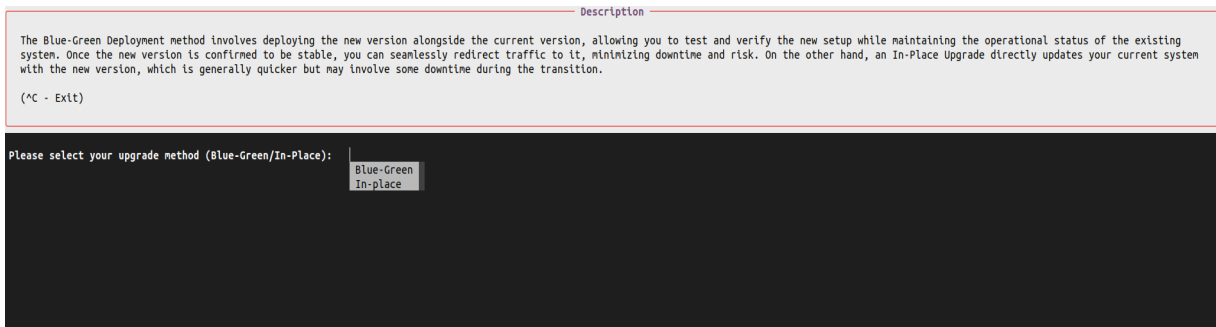 Description
The Blue-Green Deployment method involves deploying the new version alongside the current version, allowing you to test and verify the new setup while maintaining the operational status of the existing
system. Once the new version is confirmed to be stable, you can seamlessly redirect traffic to it, minimizing downtime and risk. On the other hand, an In-Place Upgrade directly updates your current system
with the new version, which is generally quicker but may involve some downtime during the transition.
(^C - Exit)
Please select your upgrade method (Blue-Green/In-Place):
Blue-Green
In-place